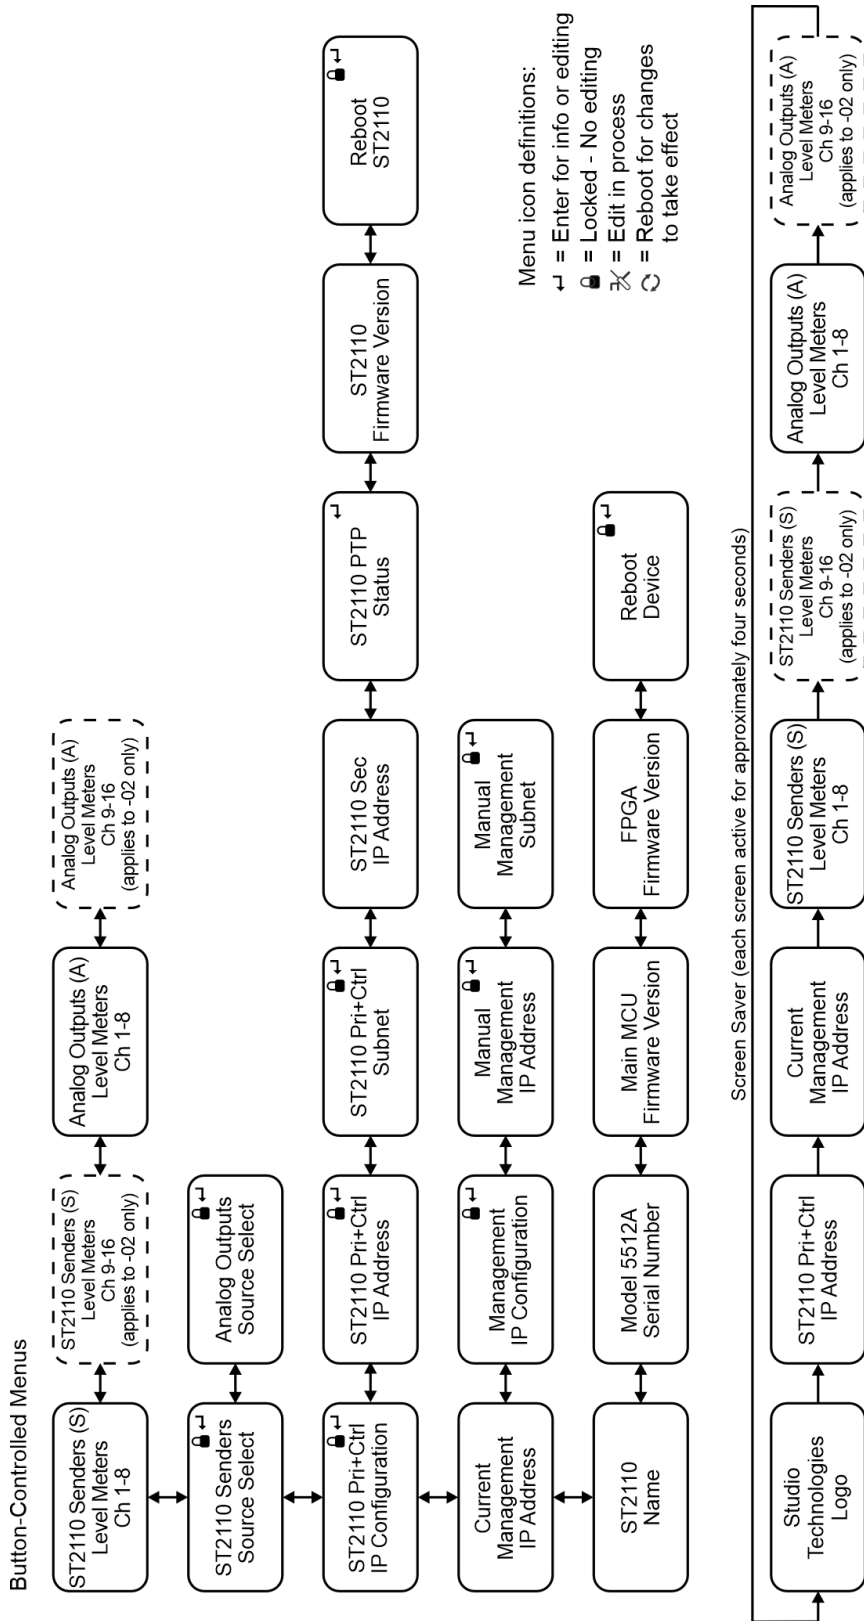 Button-Controlled Menus
ST2110 Senders (S)
Level Meters
Ch 1-8
ST2110 Senders (S)
Level Meters
Ch 9-16
(applies to -02 only)
Analog Outputs (A)
Level Meters
Ch 1-8
Analog Outputs (A)
Level Meters
Ch 9-16
(applies to -02 only)
ST2110 Senders
Source Select
Analog Outputs
Source Select
ST2110 Pri+Ctrl
IP Configuration
ST2110 Pri+Ctrl
IP Address
ST2110 Pri+Ctrl
Subnet
ST2110 Sec
IP Address
ST2110 PTP
Status
ST2110
Firmware Version
Reboot
ST2110
Current
Management
IP Address
Management
IP Configuration
Manual
Management
IP Address
Manual
Management
Subnet
ST2110
Name
Model 5512A
Serial Number
Main MCU
Firmware Version
FPGA
Firmware Version
Reboot
Device
Menu icon definitions:
= Enter for info or editing
= Locked - No editing
= Edit in process
= Reboot for changes
to take effect
Screen Saver (each screen active for approximately four seconds)
Studio
Technologies
Logo
ST2110 Pri+Ctrl
IP Address
Current
Management
IP Address
ST2110 Senders (S)
Level Meters
Ch 1-8
ST2110 Senders (S)
Level Meters
Ch 9-16
(applies to -02 only)
Analog Outputs (A)
Level Meters
Ch 1-8
Analog Outputs (A)
Level Meters
Ch 9-16
(applies to -02 only)